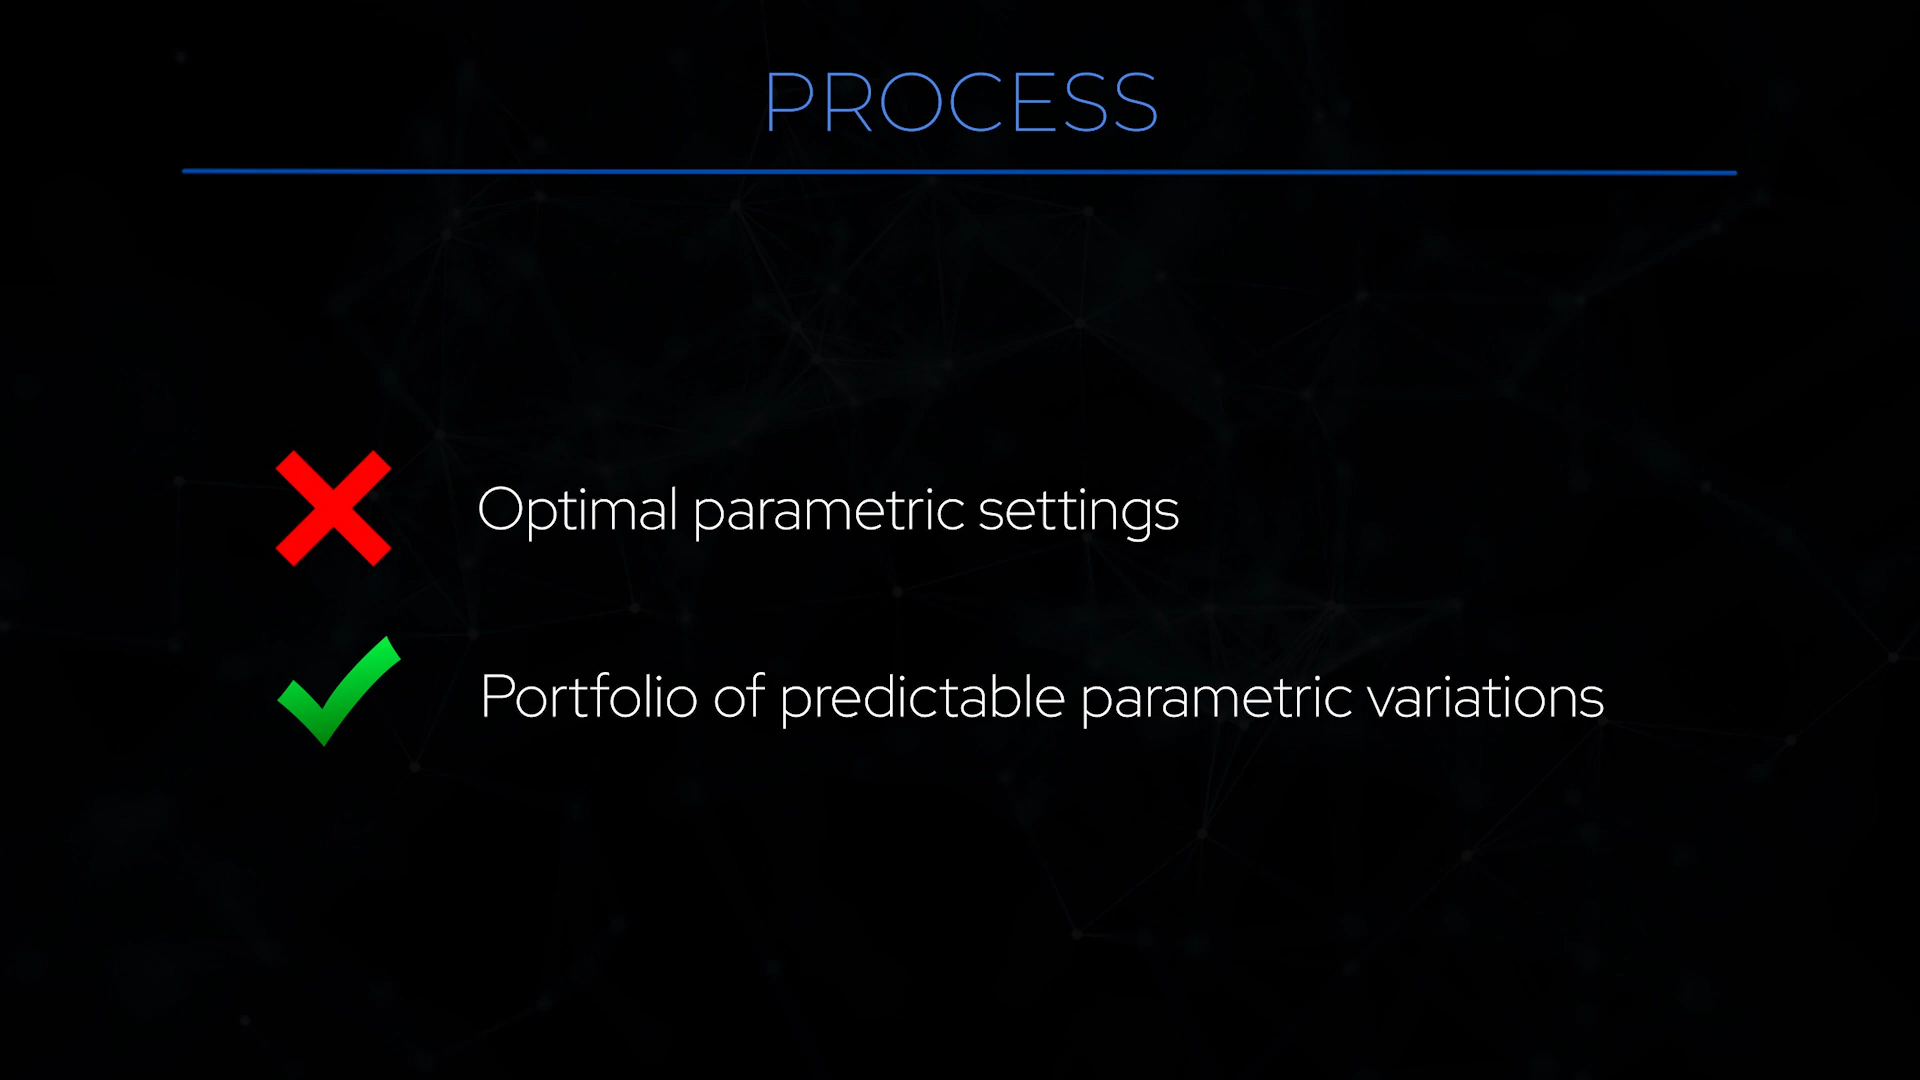 PROCESS
Optimal parametric settings
Portfolio of predictable parametric variations